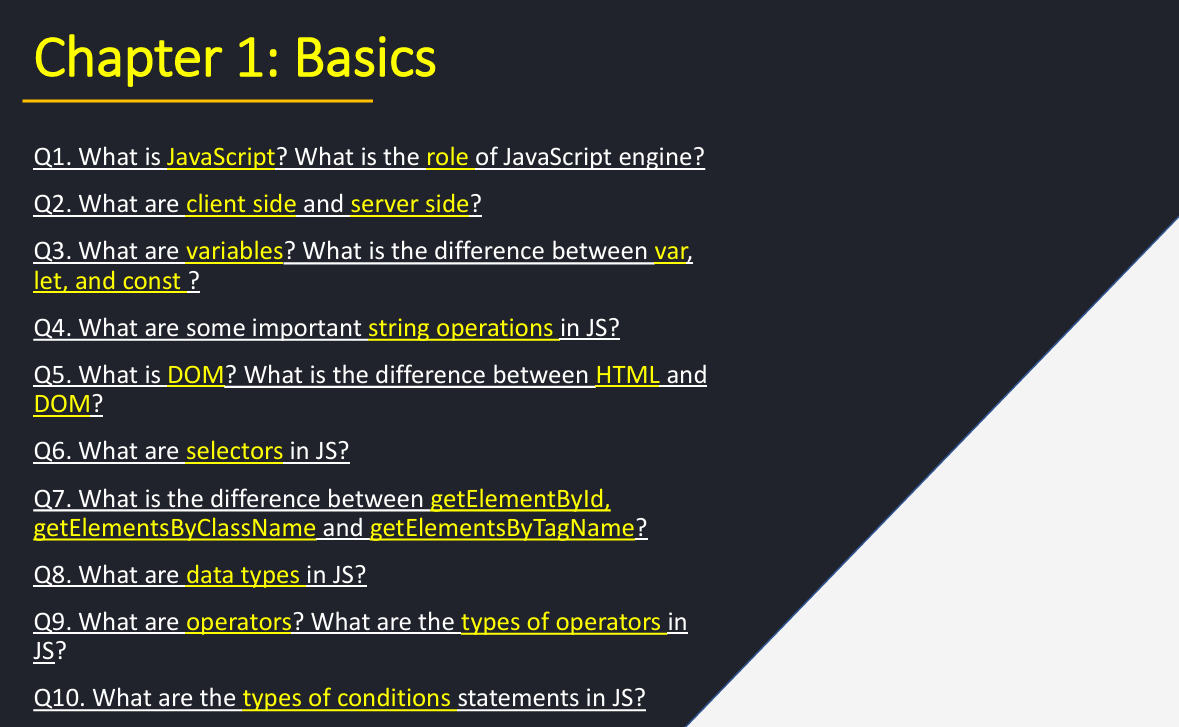 Chapter 1: Basics
Q1. What is JavaScript? What is the role of JavaScript engine?
Q2. What are client side and server side?
Q3. What are variables? What is the difference between var,
let, and const ?
Q4. What are some important string operations in JS?
Q5. What is DOM? What is the difference between HTML and
DOM?
Q6. What are selectors in JS?
Q7. What is the difference between getElementById,
getElementsByClassName and getElementsByTagName?
Q8. What are data types in JS?
Q9. What are operators? What are the types of operators in
JS?
Q10. What are the types of conditions statements in JS?